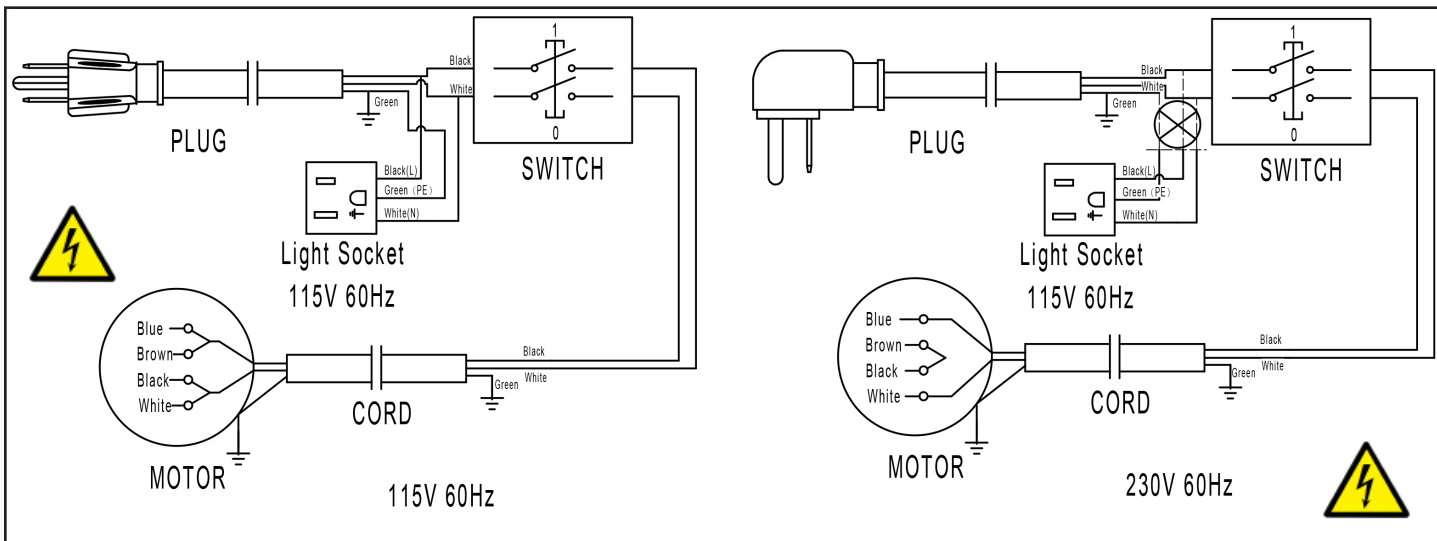 PLUG
Black
White
Green
1
0
SWITCH
Black(L)
Green (PE)
White(N)
Light Socket
115V 60Hz
Blue
Brown
Black
White
MOTOR
CORD
Black
White
Green
115V 60Hz
PLUG
Black
White
Green
1
0
SWITCH
Black(L)
Green (PE)
White(N)
Light Socket
115V 60Hz
Blue
Brown
Black
White
MOTOR
CORD
Black
White
Green
230V 60Hz